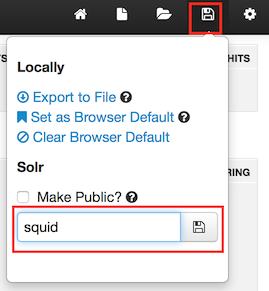 HITS
Locally
Export to File
Set as Browser Default
Clear Browser Default
Solr
Make Public?
squid
RING